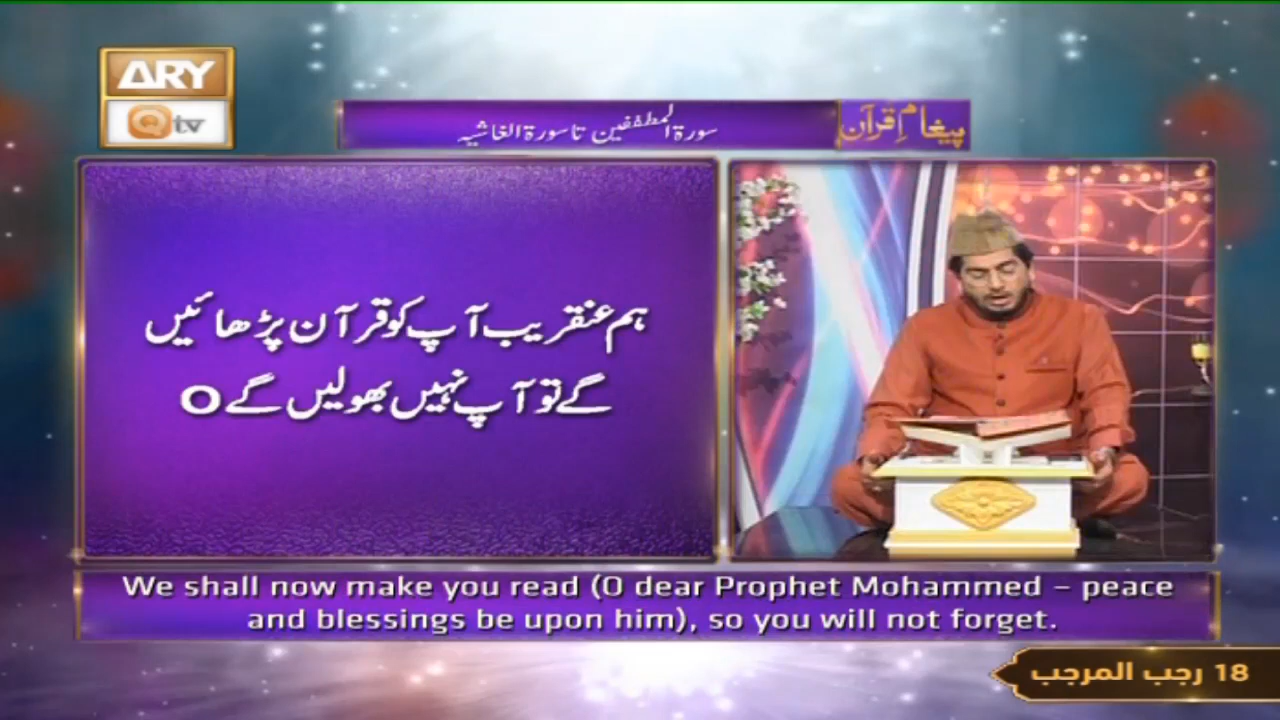 ARY
Qtv
پیغامِ قرآن
سورۃ المطففین تا سورۃ الغاشیہ
ہم عنقریب آپ کو قرآن پڑھائیں
گے تو آپ نہیں بھولیں گے O
We shall now make you read (O dear Prophet Mohammed – peace
and blessings be upon him), so you will not forget.
18 رجب المرجب